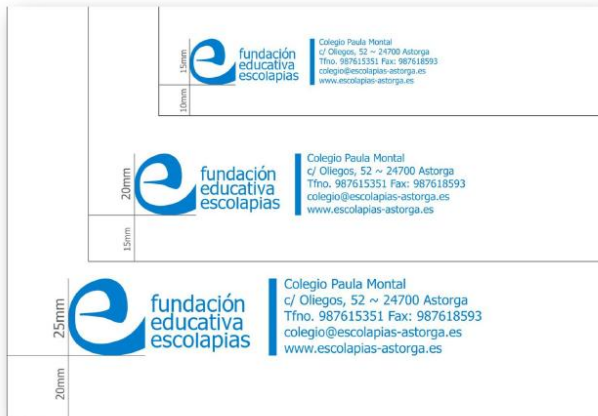 15mm
10mm
fundación
educativa
escolapias
Colegio Paula Montal
c/ Oliegos, 52 ~ 24700 Astorga
Tfno. 987615351 Fax: 987618593
colegio@escolapias-astorga.es
www.escolapias-astorga.es
20mm
15mm
fundación
educativa
escolapias
Colegio Paula Montal
c/ Oliegos, 52 ~ 24700 Astorga
Tfno. 987615351 Fax: 987618593
colegio@escolapias-astorga.es
www.escolapias-astorga.es
25mm
20mm
fundación
educativa
escolapias
Colegio Paula Montal
c/ Oliegos, 52 ~ 24700 Astorga
Tfno. 987615351 Fax: 987618593
colegio@escolapias-astorga.es
www.escolapias-astorga.es